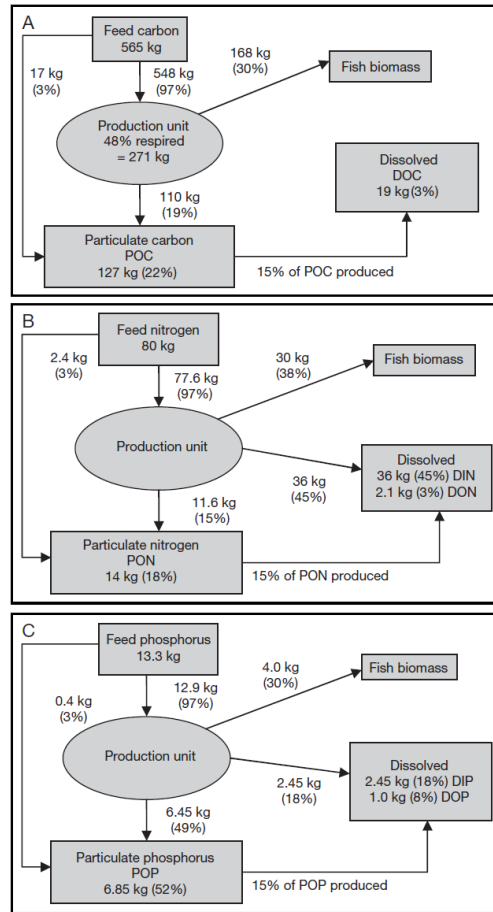 A
Feed carbon
565 kg
17 kg
(3%)
548 kg
(97%)
168 kg
(30%)
Fish biomass
Production unit
48% respired
= 271 kg
Dissolved
DOC
19 kg (3%)
110 kg
(19%)
Particulate carbon
POC
127 kg (22%)
15% of POC produced
B
Feed nitrogen
80 kg
2.4 kg
(3%)
77.6 kg
(97%)
30 kg
(38%)
Fish biomass
Production unit
36 kg
(45%)
Dissolved
36 kg (45%) DIN
2.1 kg (3%) DON
11.6 kg
(15%)
Particulate nitrogen
PON
14 kg (18%)
15% of PON produced
C
Feed phosphorus
13.3 kg
0.4 kg
(3%)
12.9 kg
(97%)
4.0 kg
(30%)
Fish biomass
Production unit
2.45 kg
(18%)
Dissolved
2.45 kg (18%) DIP
1.0 kg (8%) DOP
6.45 kg
(49%)
Particulate phosphorus
POP
6.85 kg (52%)
15% of POP produced